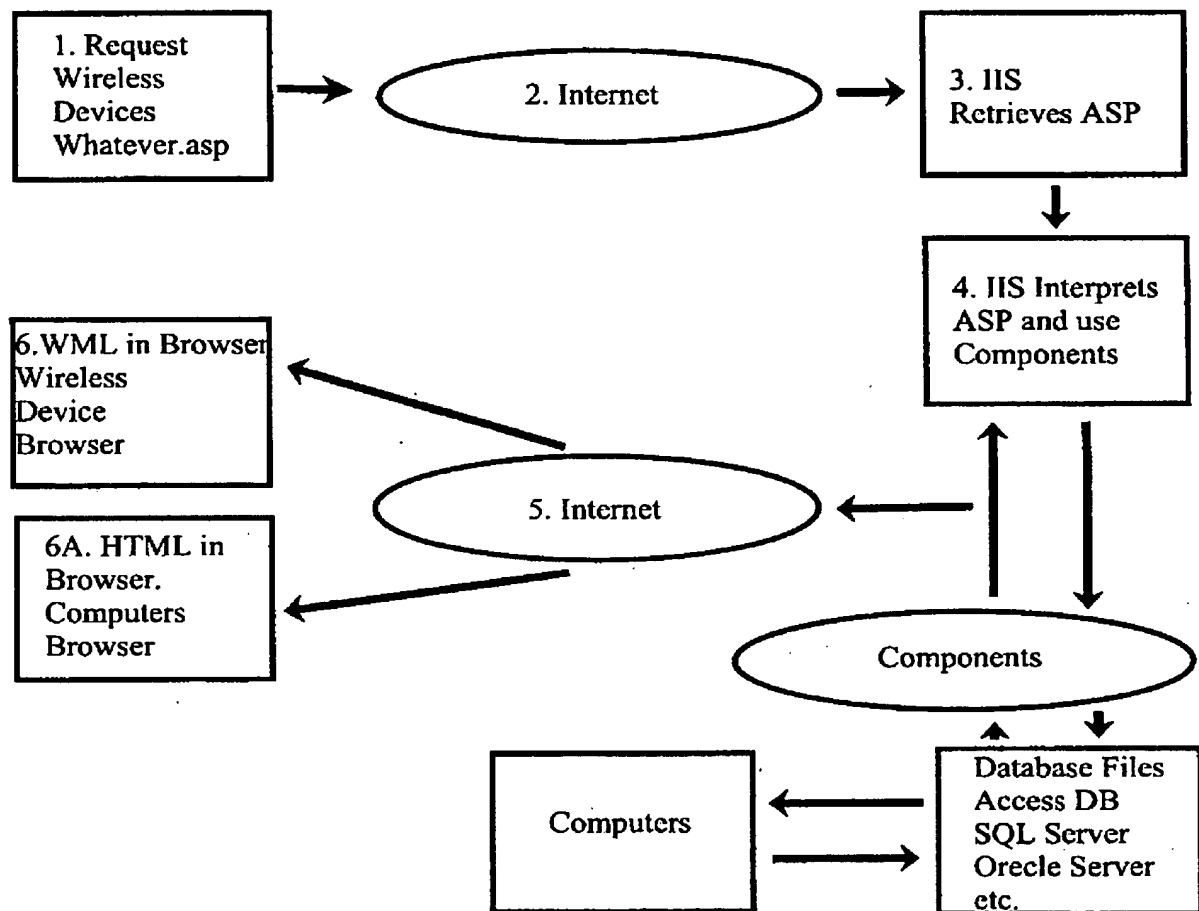 1. Request
Wireless
Devices
Whatever.asp
2. Internet
3. IIS
Retrieves ASP
4. IIS Interprets
ASP and use
Components
6.WML in Browser
Wireless
Device
Browser
5. Internet
6A. HTML in
Browser.
Computers
Browser
Components
Computers
Database Files
Access DB
SQL Server
Orecle Server
etc.